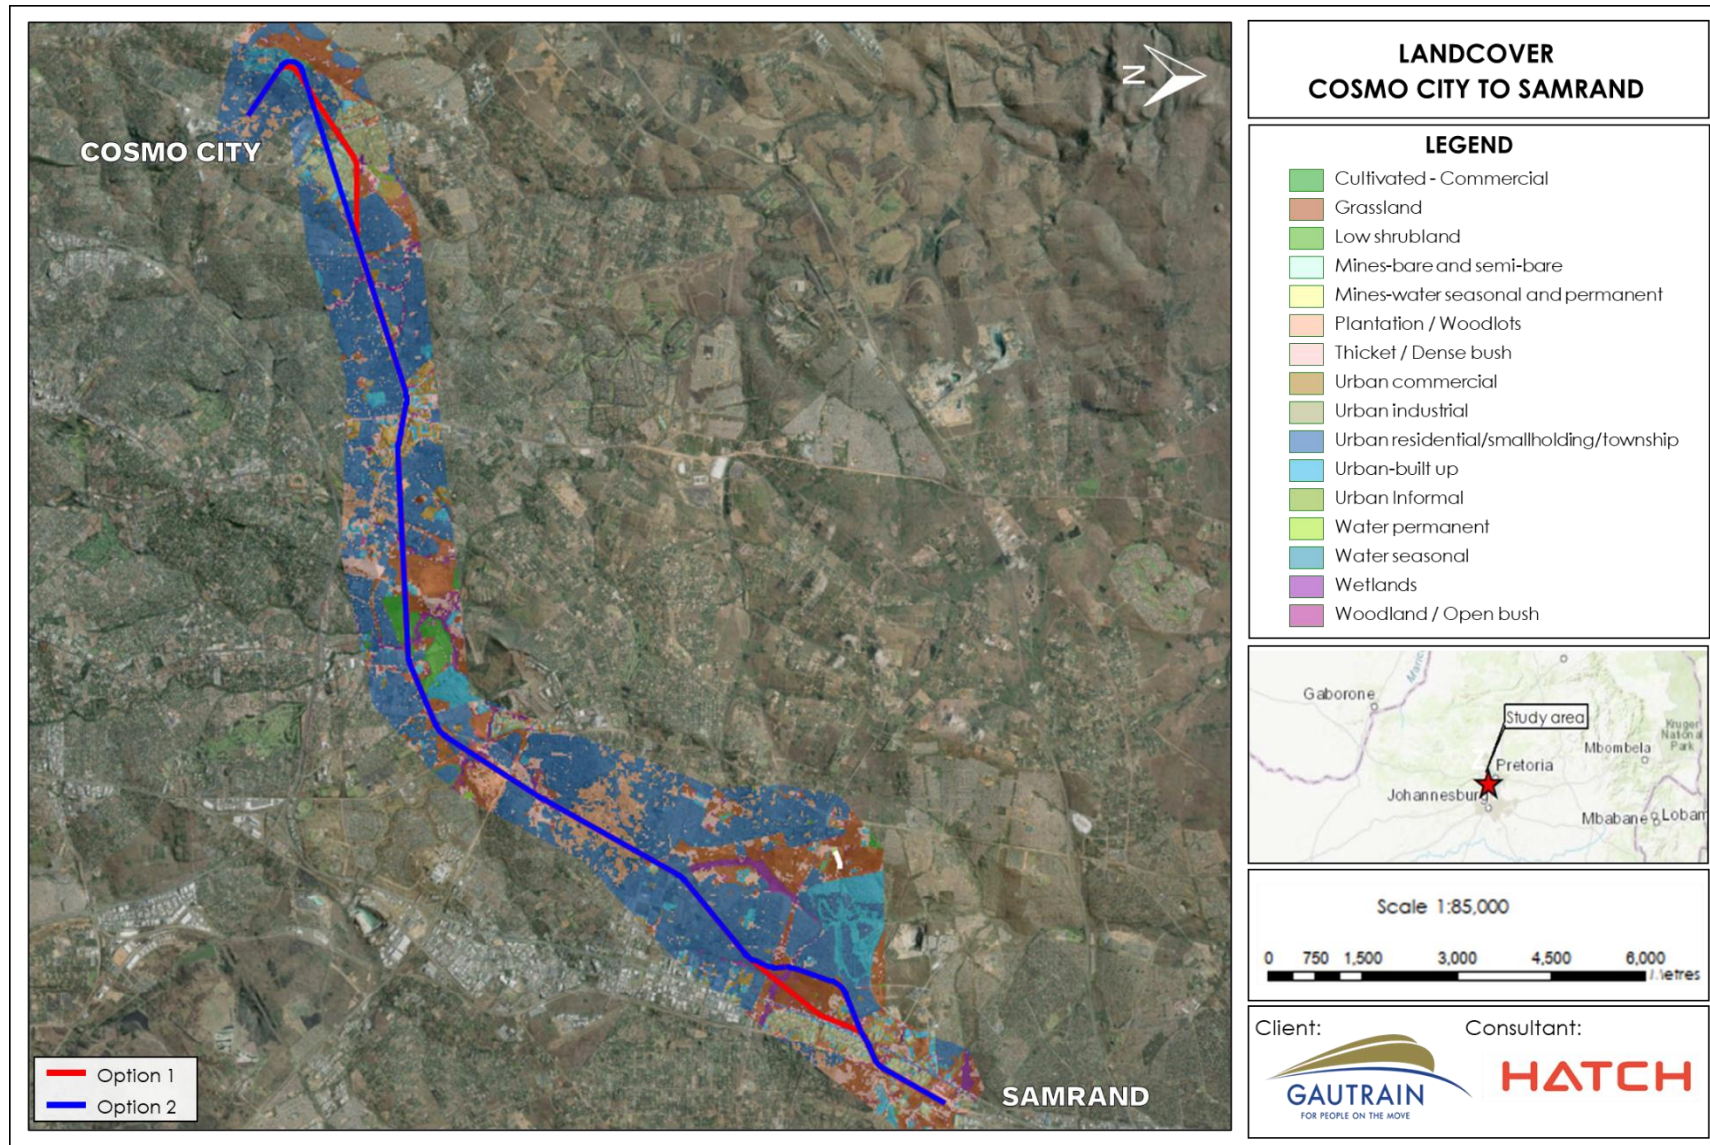 COSMO CITY
N
SAMRAND
Option 1
Option 2
LANDCOVER
COSMO CITY TO SAMRAND
LEGEND
Cultivated - Commercial
Grassland
Low shrubland
Mines-bare and semi-bare
Mines-water seasonal and permanent
Plantation / Woodlots
Thicket / Dense bush
Urban commercial
Urban industrial
Urban residential/smallholding/township
Urban-built up
Urban Informal
Water permanent
Water seasonal
Wetlands
Woodland / Open bush
Gaborone
Study area
Kruger
National
Park
Mbombela
Pretoria
Johannesburg
Mbabane
Lobam
Scale 1:85,000
0 750 1,500 3,000 4,500 6,000
Client:
Consultant:
GAUTRAIN
FOR PEOPLE ON THE MOVE
HATCH